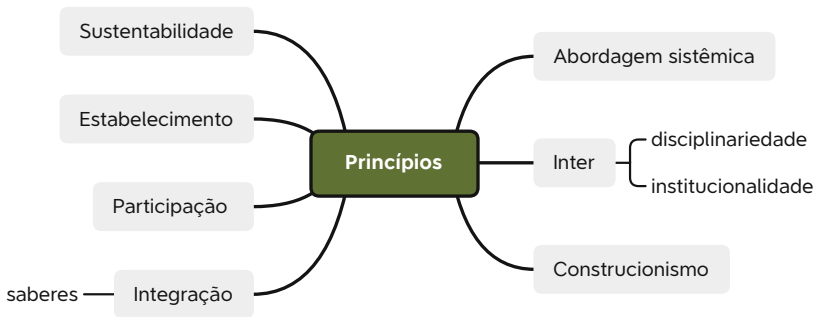 Sustentabilidade
Estabelecimento
Participação
saberes
Integração
Princípios
Abordagem sistêmica
Inter
disciplinariedade
institucionalidade
Construcionismo